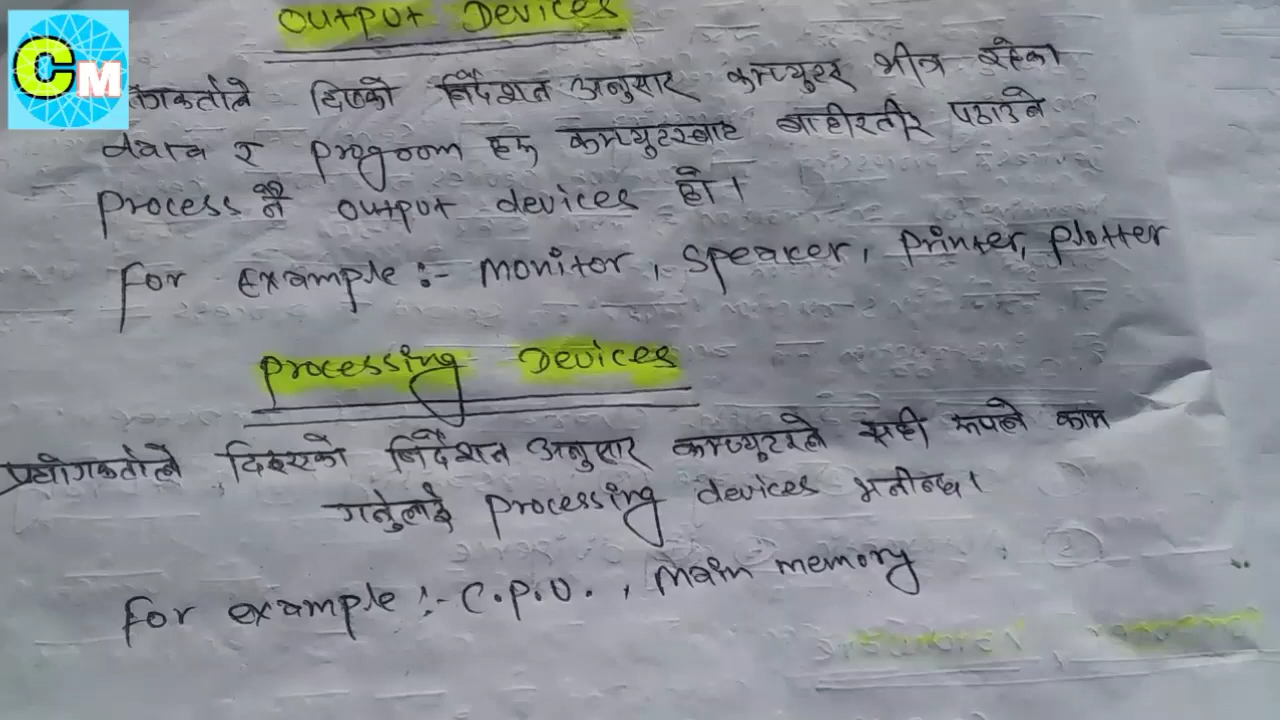 CM
OUTPUT DEVICES
दिएको निर्देशन अनुसार कम्प्युटर भीत्र रहेका
data र progoom हरु कम्प्युटरबाट बाहीरतीर पठाउने
process नै output devices हो।
for example :- monitor, speaker, printer, plotter
processing Devices
प्रयोगकर्ताले दिइएको निर्देशन अनुसार कम्प्युटरले सही रूपले काम
गर्नुलाई processing devices भनीन्छ।
for example :- C.P.U. , main memory